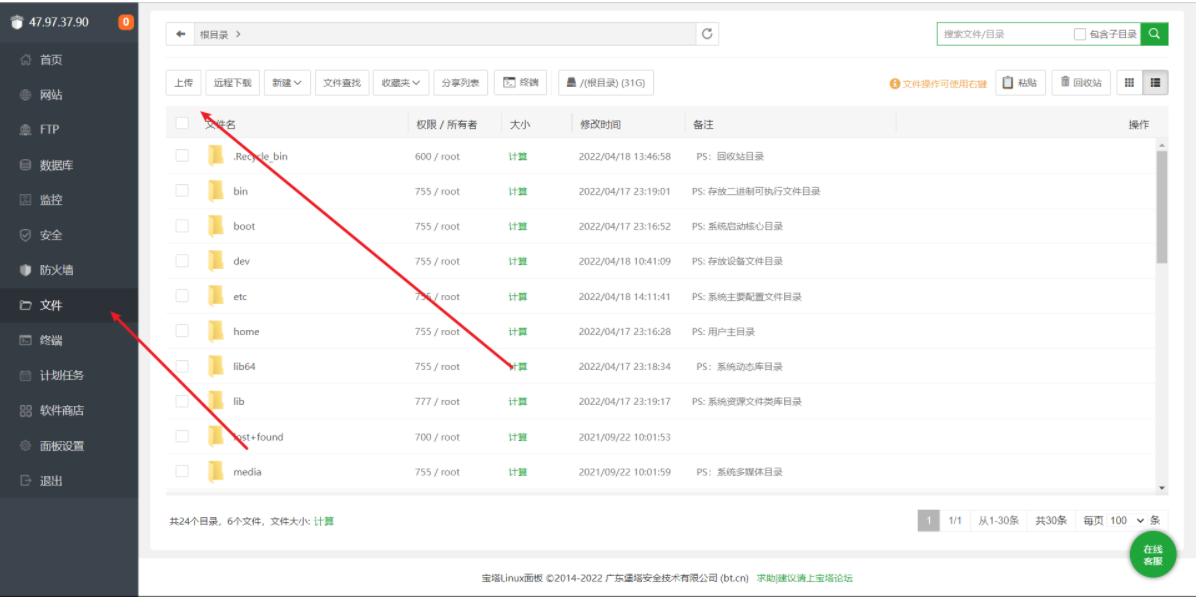 47.97.37.90 0
首页
网站
FTP
数据库
监控
安全
防火墙
文件
终端
计划任务
软件商店
面板设置
退出
根目录 >
搜索文件/目录 包含子目录
上传 远程下载 新建 文件查找 收藏夹 分享列表 终端 /(根目录) (31G) 文件操作可使用右键 粘贴 回收站
文件名 权限 / 所有者 大小 修改时间 备注 操作
.Recycle_bin 600 / root 计算 2022/04/18 13:46:58 PS: 回收站目录
bin 755 / root 计算 2022/04/17 23:19:01 PS: 存放二进制可执行文件目录
boot 755 / root 计算 2022/04/17 23:16:52 PS: 系统启动核心目录
dev 755 / root 计算 2022/04/18 10:41:09 PS: 存放设备文件目录
etc 755 / root 计算 2022/04/18 14:11:41 PS: 系统主要配置文件目录
home 755 / root 计算 2022/04/17 23:16:28 PS: 用户主目录
lib64 755 / root 计算 2022/04/17 23:18:34 PS: 系统动态库目录
lib 777 / root 计算 2022/04/17 23:19:17 PS: 系统资源文件类库目录
lost+found 700 / root 计算 2021/09/22 10:01:53
media 755 / root 计算 2021/09/22 10:01:59 PS: 系统多媒体目录
共24个目录，6个文件，文件大小: 计算 1 1/1 从1-30条 共30条 每页 100 条
在线
客服
宝塔Linux面板 ©2014-2022 广东堡塔安全技术有限公司 (bt.cn) 求助|建议请上宝塔论坛